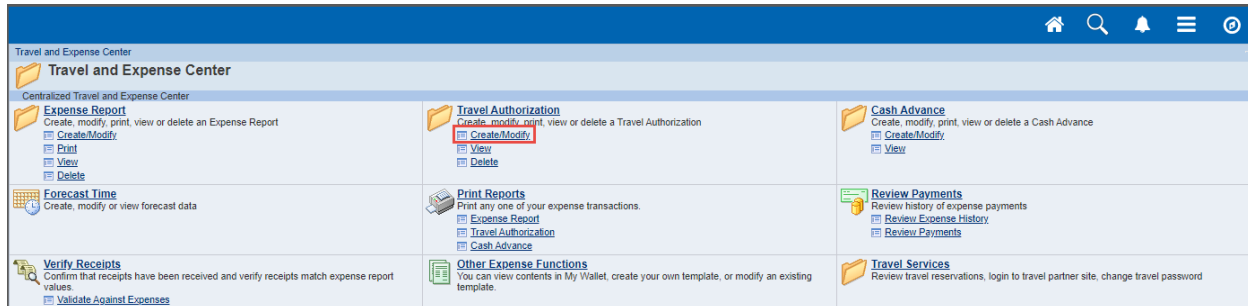 Travel and Expense Center
Travel and Expense Center
Centralized Travel and Expense Center
Expense Report
Create, modify, print, view or delete an Expense Report
Create/Modify
Print
View
Delete
Travel Authorization
Create, modify, print, view or delete a Travel Authorization
Create/Modify
View
Delete
Cash Advance
Create, modify, print, view or delete a Cash Advance
Create/Modify
View
Forecast Time
Create, modify or view forecast data
Print Reports
Print any one of your expense transactions.
Expense Report
Travel Authorization
Cash Advance
Review Payments
Review history of expense payments
Review Expense History
Review Payments
Verify Receipts
Confirm that receipts have been received and verify receipts match expense report
values.
Validate Against Expenses
Other Expense Functions
You can view contents in My Wallet, create your own template, or modify an existing
template.
Travel Services
Review travel reservations, login to travel partner site, change travel password